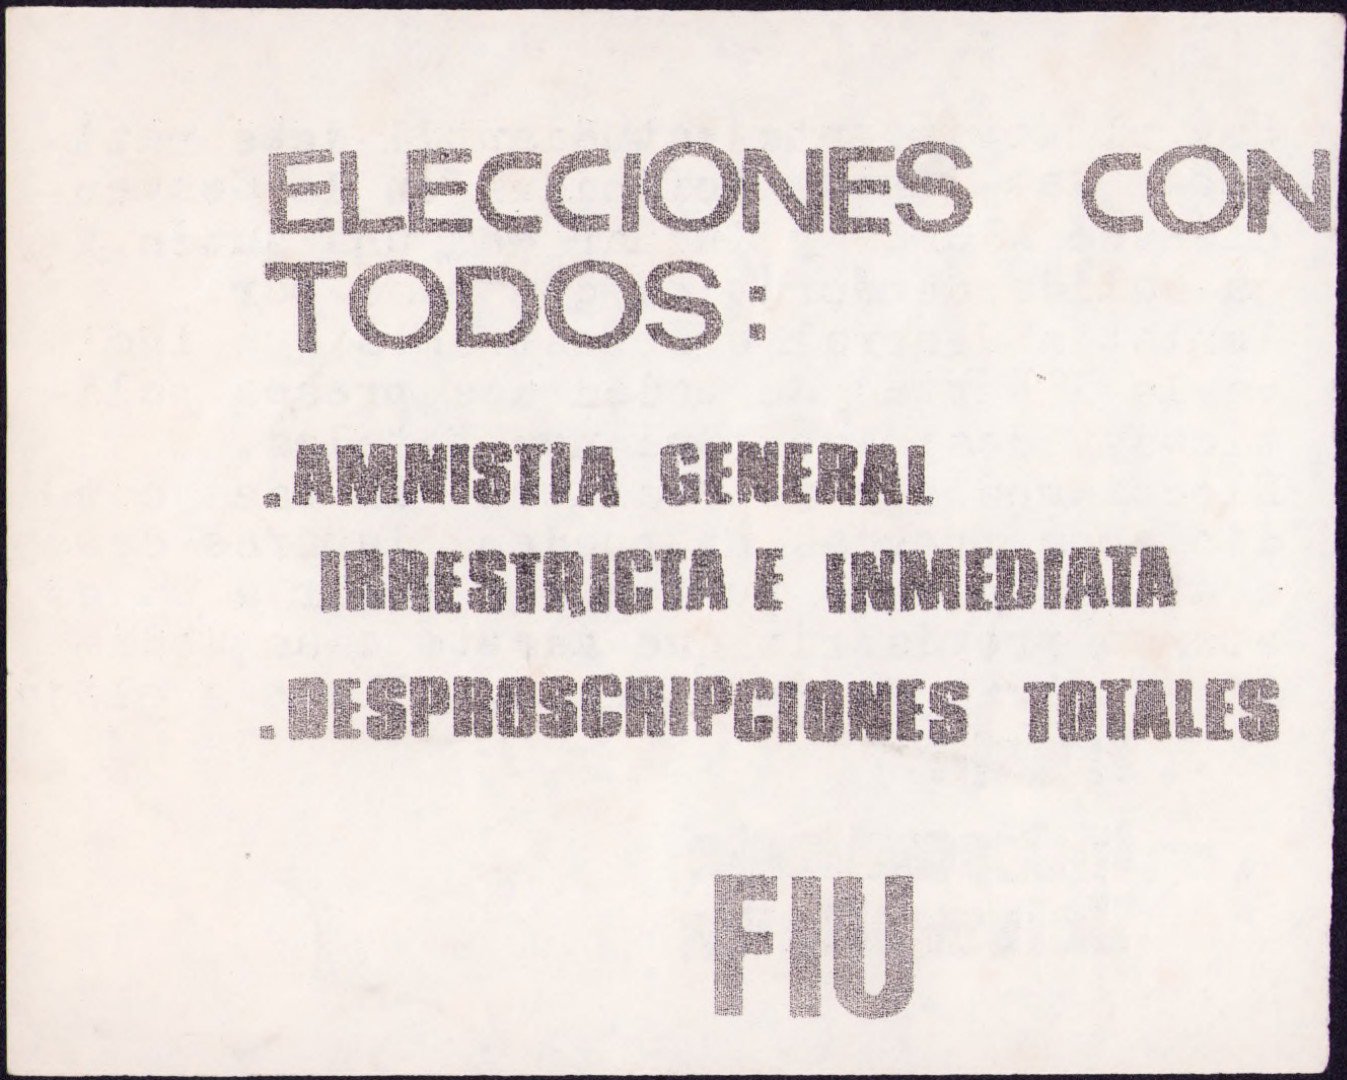 ELECCIONES CON
TODOS:
.AMNISTIA GENERAL
IRRESTRICTA E INMEDIATA
.DESPROSCRIPCIONES TOTALES
FIU